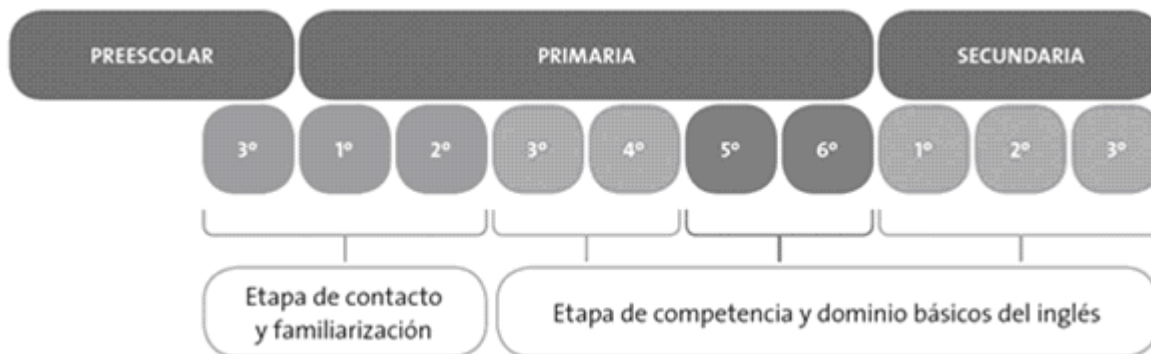 PREESCOLAR
PRIMARIA
SECUNDARIA
3º
1º
2º
3º
4º
5º
6º
1º
2º
3º
Etapa de contacto
y familiarización
Etapa de competencia y dominio básicos del inglés